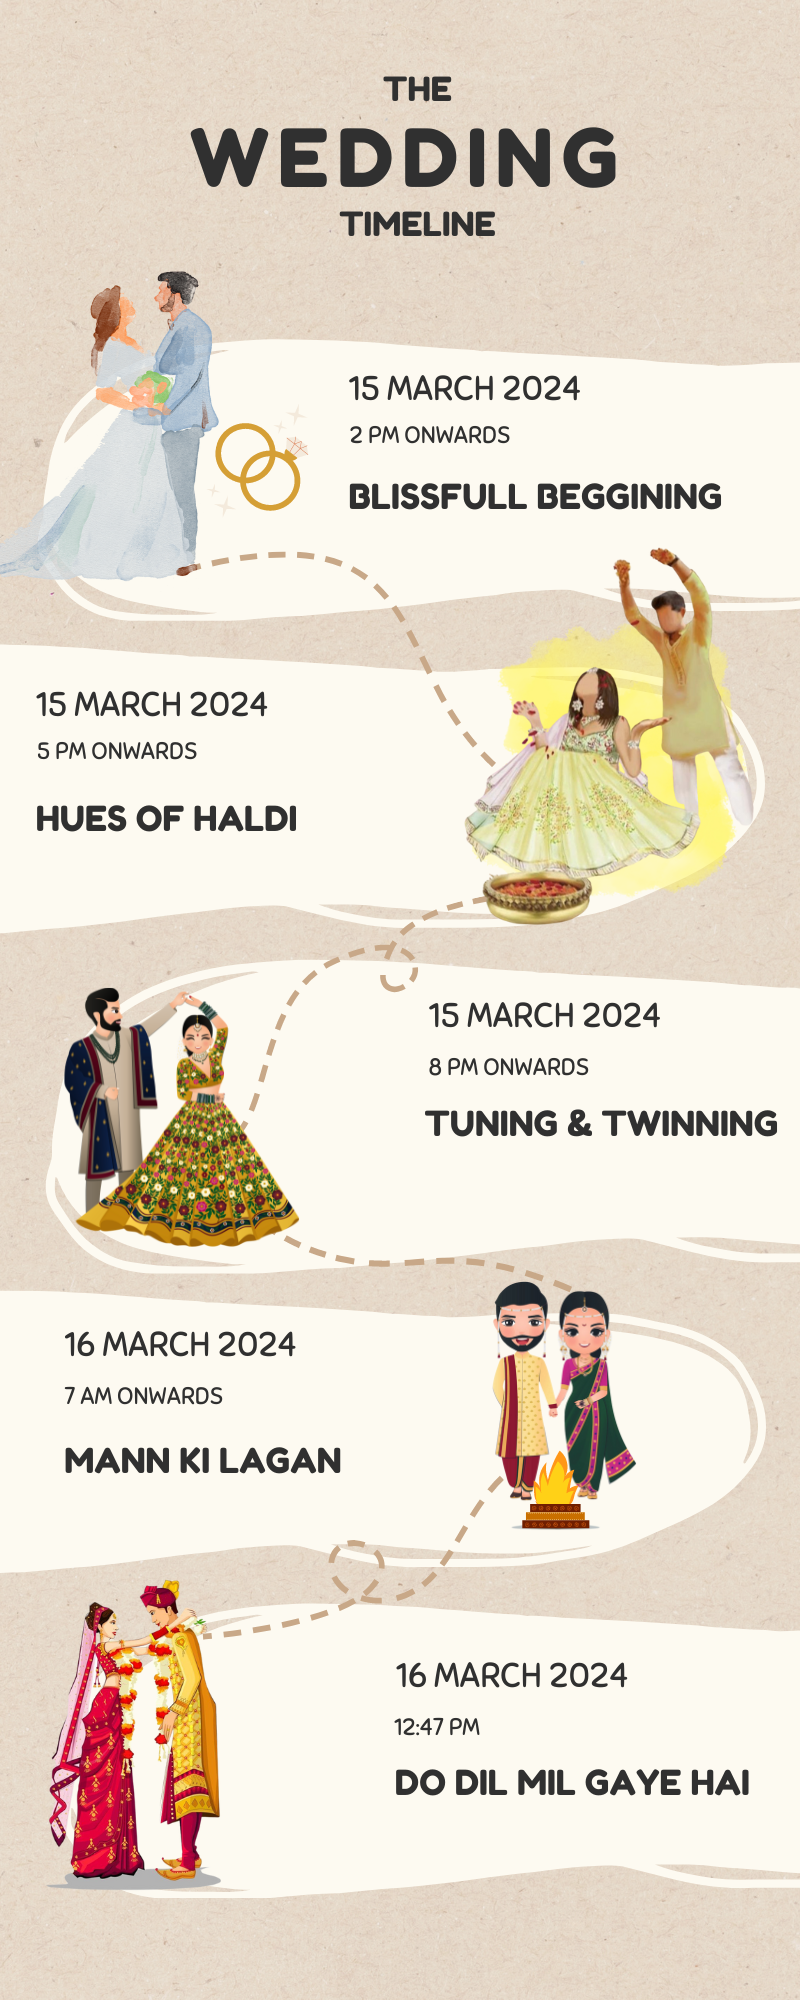 THE
WEDDING
TIMELINE
15 MARCH 2024
2 PM ONWARDS
BLISSFULL BEGGINING
15 MARCH 2024
5 PM ONWARDS
HUES OF HALDI
15 MARCH 2024
8 PM ONWARDS
TUNING & TWINNING
16 MARCH 2024
7 AM ONWARDS
MANN KI LAGAN
16 MARCH 2024
12:47 PM
DO DIL MIL GAYE HAI